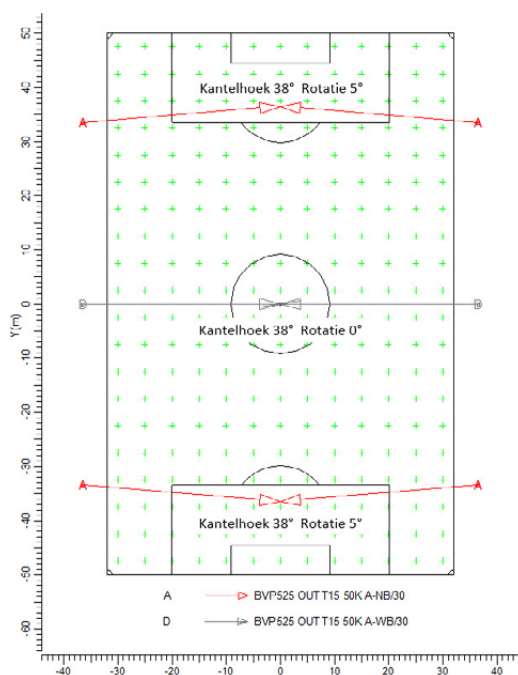 50
40
Kantelhoek 38° Rotatie 5°
A A
30
20
10
Y(m)
0
D D
Kantelhoek 38° Rotatie 0°
-10
-20
-30
A A
-40
Kantelhoek 38° Rotatie 5°
-50
A BVP525 OUT T15 50K A-NB/30
-60
D BVP525 OUT T15 50K A-WB/30
-40 -30 -20 -10 0 10 20 30 40